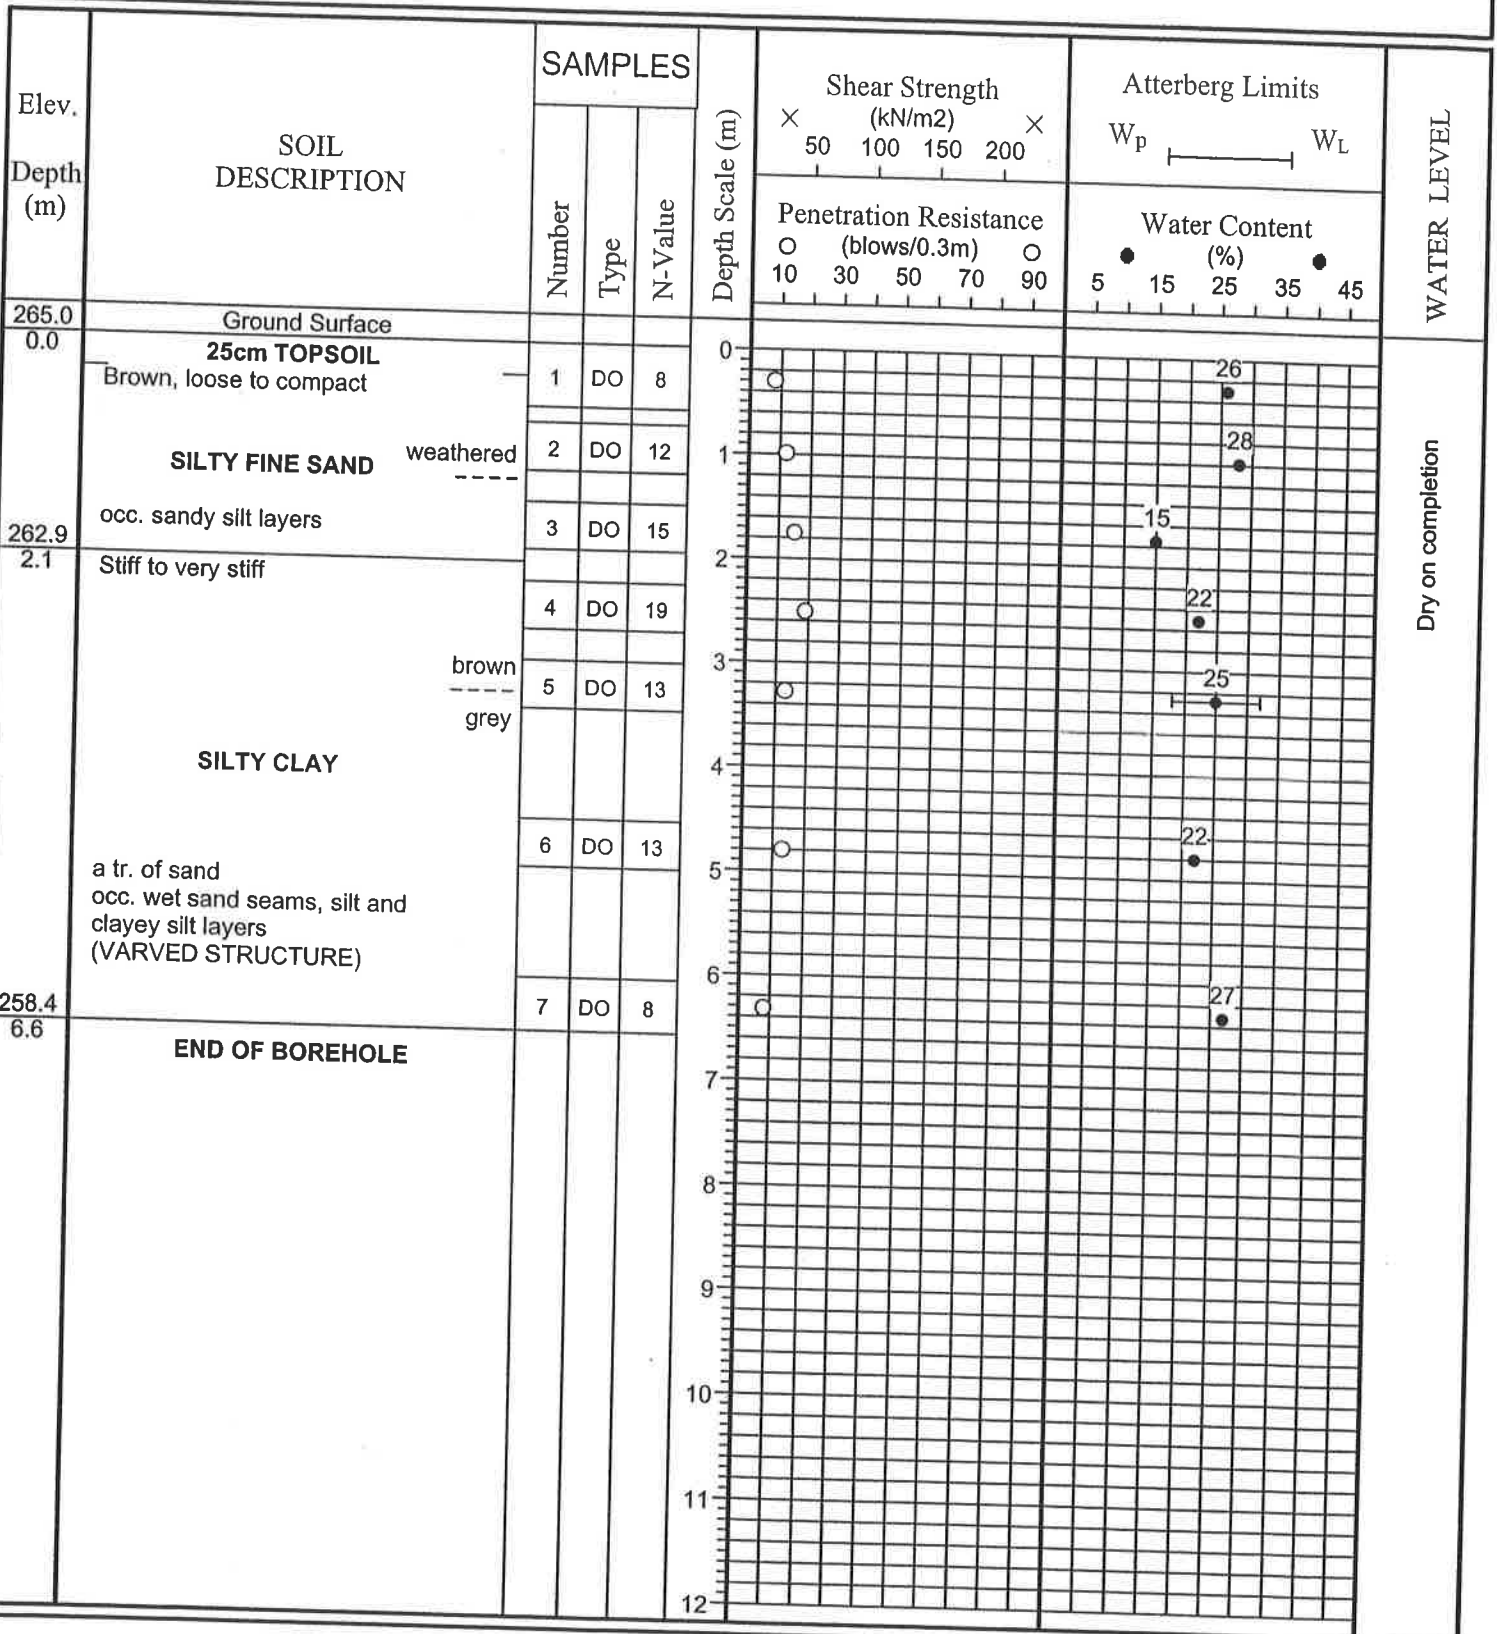 Elev.
Depth
(m)
SOIL
DESCRIPTION
SAMPLES
Number
Type
N-Value
Depth Scale (m)
Shear Strength
× (kN/m2) ×
50 100 150 200
Penetration Resistance
O (blows/0.3m) O
10 30 50 70 90
Atterberg Limits
Wp WL
Water Content
● (%) ●
5 15 25 35 45
WATER LEVEL
265.0
0.0
Ground Surface
25cm TOPSOIL
Brown, loose to compact
1 DO 8
26
weathered
2 DO 12
28
SILTY FINE SAND
occ. sandy silt layers
3 DO 15
15
262.9
2.1
Stiff to very stiff
4 DO 19
22
brown
5 DO 13
25
grey
SILTY CLAY
6 DO 13
22
a tr. of sand
occ. wet sand seams, silt and
clayey silt layers
(VARVED STRUCTURE)
258.4
6.6
7 DO 8
27
END OF BOREHOLE
0
1
2
3
4
5
6
7
8
9
10
11
12
Dry on completion